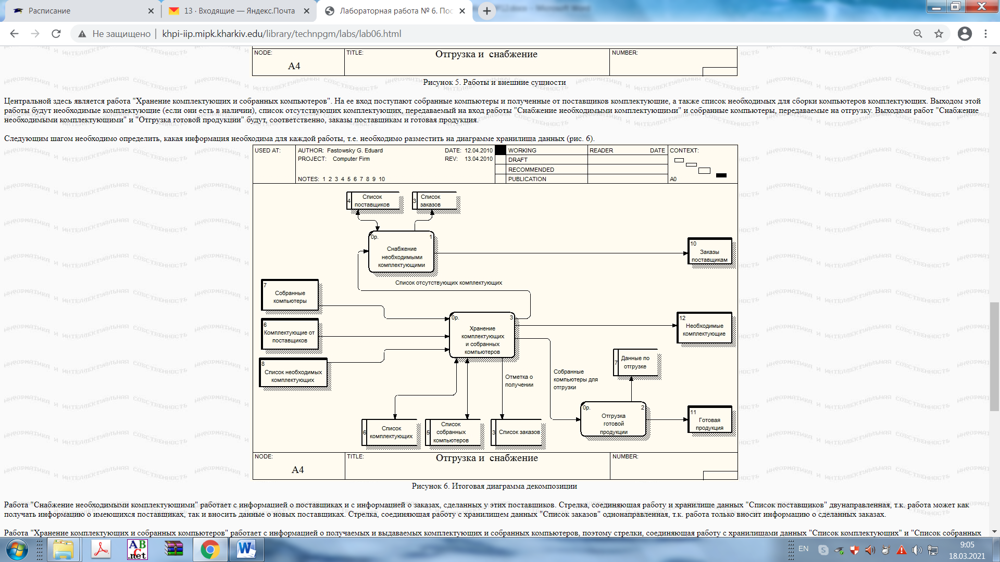 Расписание
13 · Входящие — Яндекс.Почта
Лабораторная работа № 6. Пос
Не защищено
khpi-iip.mipk.kharkiv.edu/library/technpgm/labs/lab06.html
NODE:
A4
TITLE:
Отгрузка и снабжение
NUMBER:
Рисунок 5. Работы и внешние сущности
Центральной здесь является работа "Хранение комплектующих и собранных компьютеров". На ее вход поступают собранные компьютеры и полученные от поставщиков комплектующие, а также список необходимых для сборки компьютеров комплектующих. Выходом этой
работы будут необходимые комплектующие (если они есть в наличии), список отсутствующих комплектующих, передаваемый на вход работы "Снабжение необходимыми комплектующими" и собранные компьютеры, передаваемые на отгрузку. Выходами работ "Снабжение
необходимыми комплектующими" и "Отгрузка готовой продукции" будут, соответственно, заказы поставщикам и готовая продукция.
Следующим шагом необходимо определить, какая информация необходима для каждой работы, т.е. необходимо разместить на диаграмме хранилища данных (рис. 6).
USED AT:
AUTHOR: Fastowsky G. Eduard
DATE: 12.04.2010
PROJECT: Computer Firm
REV: 13.04.2010
NOTES: 1 2 3 4 5 6 7 8 9 10
WORKING
DRAFT
RECOMMENDED
PUBLICATION
READER
DATE
CONTEXT:
A0
4
Список
поставщиков
3
Список
заказов
0р.
1
Снабжение
необходимыми
комплектующими
10
Заказы
поставщикам
Список отсутствующих комплектующих
7
Собранные
компьютеры
6
Комплектующие от
поставщиков
8
Список необходимых
комплектующих
0р.
3
Хранение
комплектующих
и собранных
компьютеров
12
Необходимые
комплектующие
7
Данные по
отгрузке
Отметка о
получении
Собранные
компьютеры для
отгрузки
0р.
2
Отгрузка
готовой
продукции
11
Готовая
продукция
6
Список
комплектующих
5
Список
собранных
компьютеров
3
Список заказов
NODE:
A4
TITLE:
Отгрузка и снабжение
NUMBER:
Рисунок 6. Итоговая диаграмма декомпозиции
Работа "Снабжение необходимыми комплектующими" работает с информацией о поставщиках и с информацией о заказах, сделанных у этих поставщиков. Стрелка, соединяющая работу и хранилище данных "Список поставщиков" двунаправленная, т.к. работа может как
получать информацию о имеющихся поставщиках, так и вносить данные о новых поставщиках. Стрелка, соединяющая работу с хранилищем данных "Список заказов" однонаправленная, т.к. работа только вносит информацию о сделанных заказах.
Работа "Хранение комплектующих и собранных компьютеров" работает с информацией о получаемых и выдаваемых комплектующих и собранных компьютеров, поэтому стрелки, соединяющая работу с хранилищами данных "Список комплектующих" и "Список собранных
EN
9:05
18.03.2021